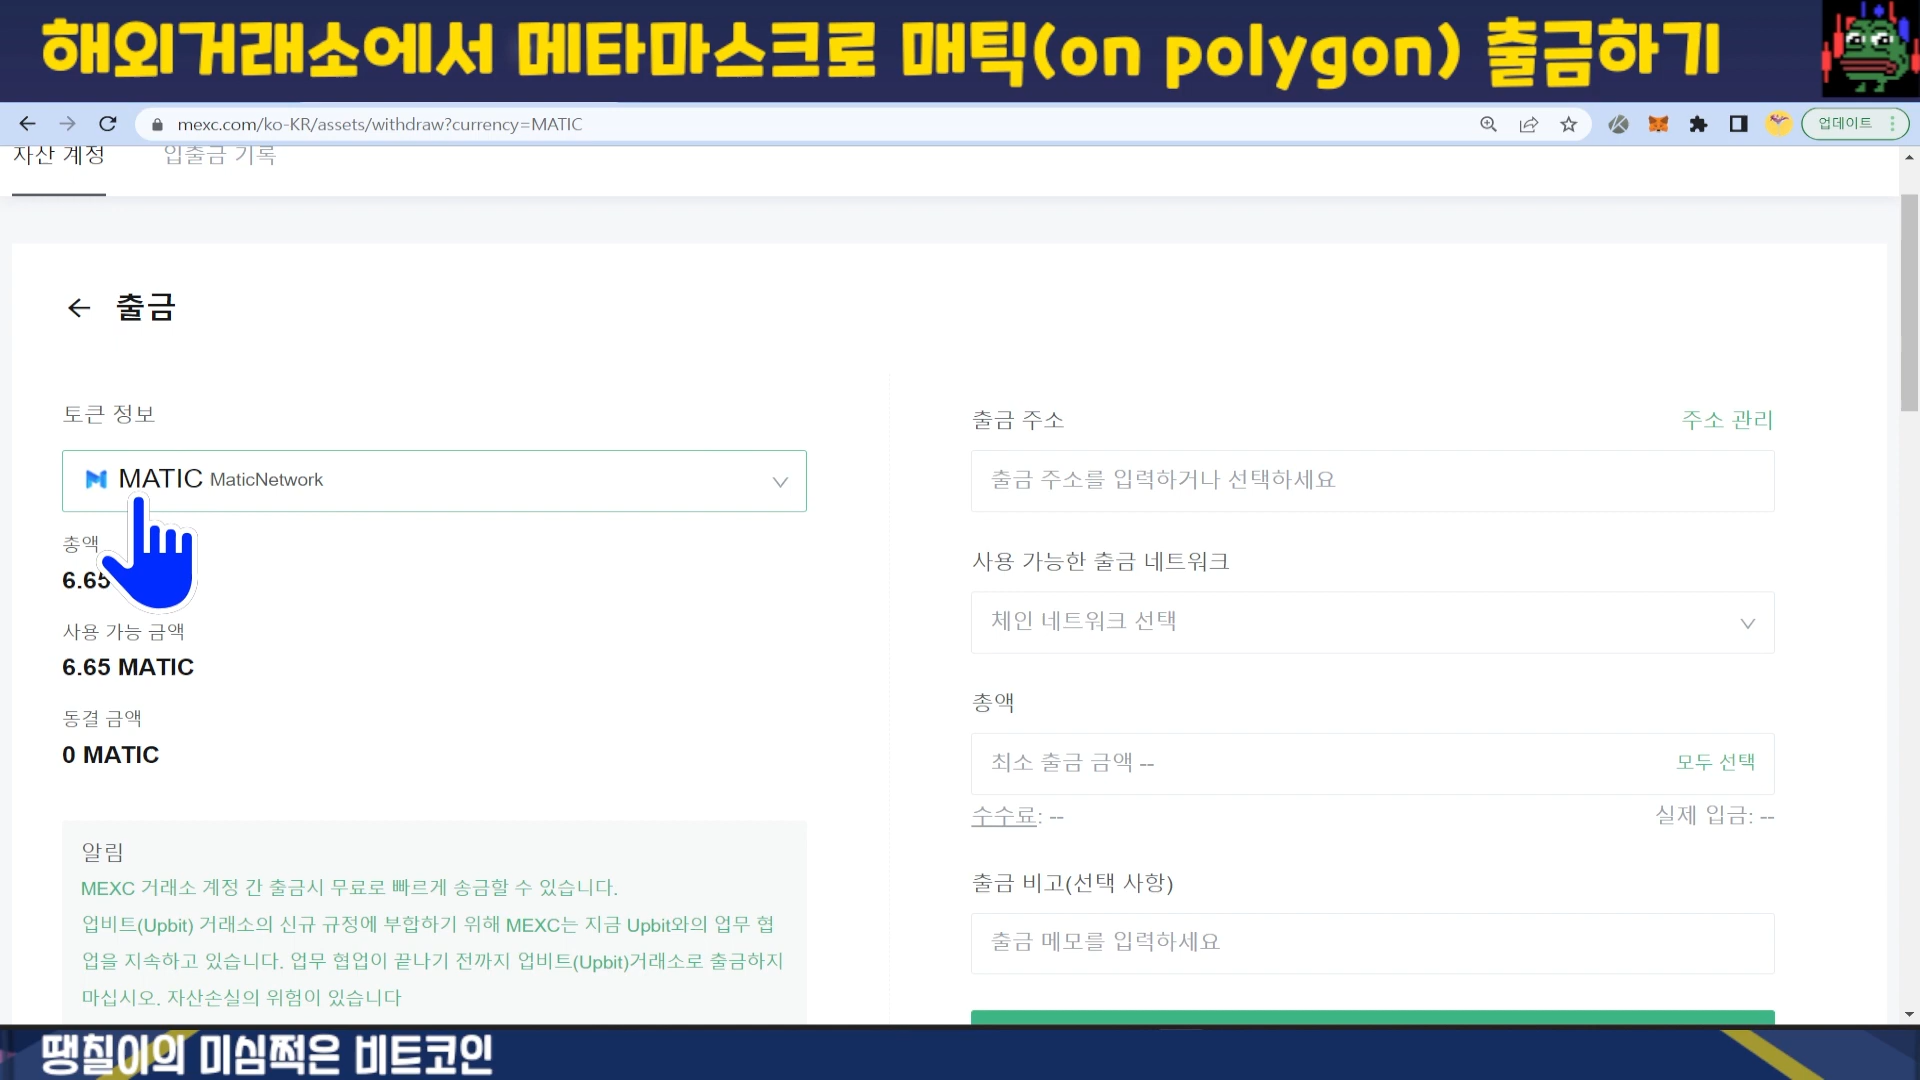 해외거래소에서 메타마스크로 매틱(on polygon) 출금하기
mexc.com/ko-KR/assets/withdraw?currency=MATIC
업데이트
자산 계정
입출금 기록
출금
토큰 정보
MATIC MaticNetwork
총액
6.65
사용 가능 금액
6.65 MATIC
동결 금액
0 MATIC
알림
MEXC 거래소 계정 간 출금시 무료로 빠르게 송금할 수 있습니다.
업비트(Upbit) 거래소의 신규 규정에 부합하기 위해 MEXC는 지금 Upbit와의 업무 협
업을 지속하고 있습니다. 업무 협업이 끝나기 전까지 업비트(Upbit)거래소로 출금하지
마십시오. 자산손실의 위험이 있습니다
출금 주소
주소 관리
출금 주소를 입력하거나 선택하세요
사용 가능한 출금 네트워크
체인 네트워크 선택
총액
최소 출금 금액 --
모두 선택
수수료: --
실제 입금: --
출금 비고(선택 사항)
출금 메모를 입력하세요
땡칠이의 미심쩍은 비트코인